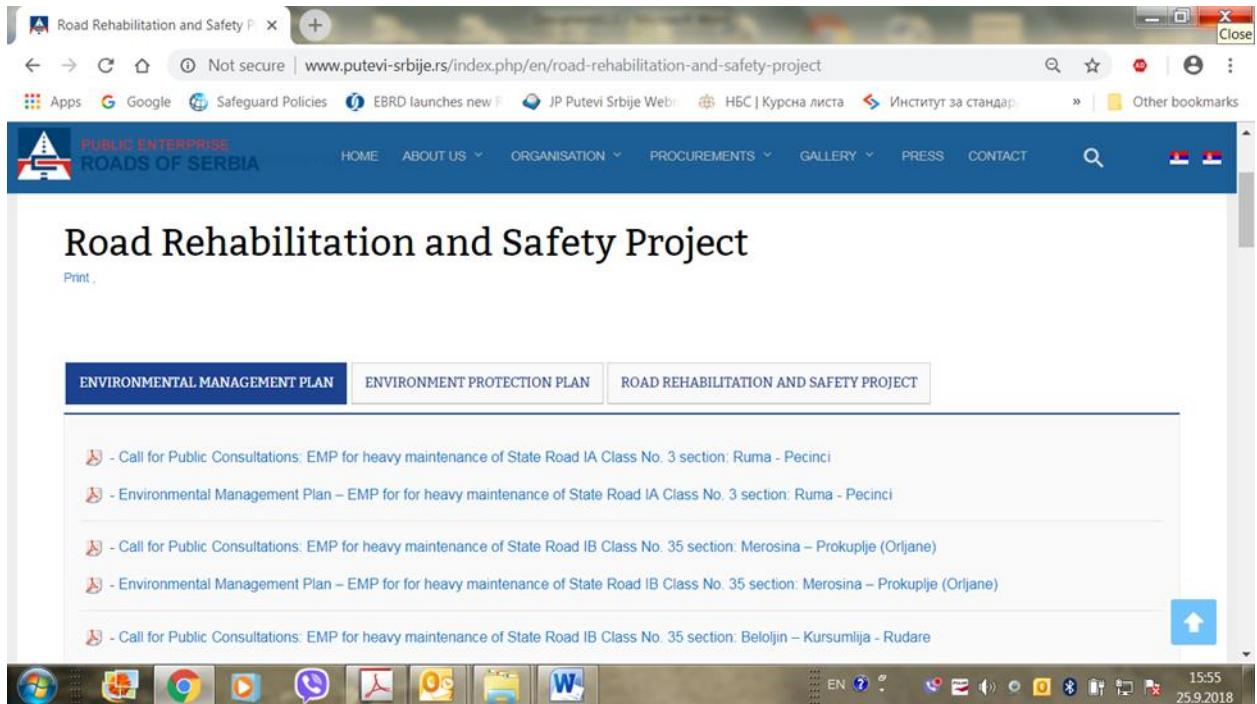 Road Rehabilitation and Safety P
Close
Not secure | www.putevi-srbije.rs/index.php/en/road-rehabilitation-and-safety-project
Apps Google Safeguard Policies EBRD launches new JP Putevi Srbije Web НБС | Курсна листа Институт за стандар » Other bookmarks
PUBLIC ENTERPRISE
ROADS OF SERBIA
HOME ABOUT US ORGANISATION PROCUREMENTS GALLERY PRESS CONTACT
Road Rehabilitation and Safety Project
Print ,
ENVIRONMENTAL MANAGEMENT PLAN ENVIRONMENT PROTECTION PLAN ROAD REHABILITATION AND SAFETY PROJECT
- Call for Public Consultations: EMP for heavy maintenance of State Road IA Class No. 3 section: Ruma - Pecinci
- Environmental Management Plan – EMP for for heavy maintenance of State Road IA Class No. 3 section: Ruma - Pecinci
- Call for Public Consultations: EMP for heavy maintenance of State Road IB Class No. 35 section: Merosina – Prokuplje (Orljane)
- Environmental Management Plan – EMP for for heavy maintenance of State Road IB Class No. 35 section: Merosina – Prokuplje (Orljane)
- Call for Public Consultations: EMP for heavy maintenance of State Road IB Class No. 35 section: Beloljin – Kursumlija - Rudare
EN
15:55
25.9.2018